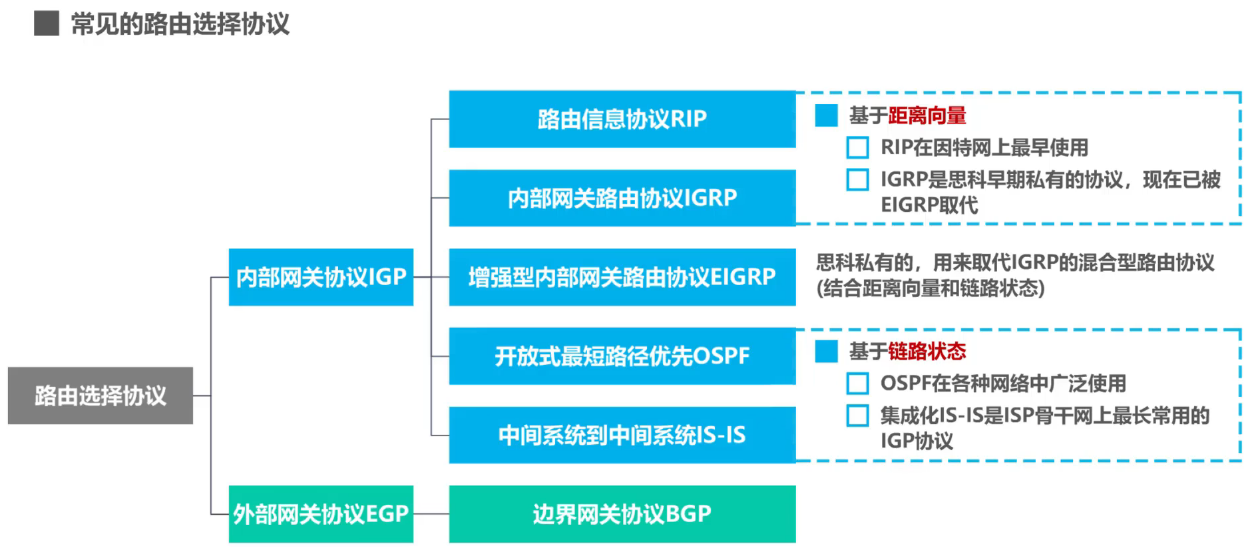 常见的路由选择协议
路由信息协议RIP
基于距离向量
RIP在因特网上最早使用
内部网关路由协议IGRP
IGRP是思科早期私有的协议，现在已被
EIGRP取代
内部网关协议IGP
增强型内部网关路由协议EIGRP
思科私有的，用来取代IGRP的混合型路由协议
(结合距离向量和链路状态)
开放式最短路径优先OSPF
基于链路状态
OSPF在各种网络中广泛使用
路由选择协议
中间系统到中间系统IS-IS
集成化IS-IS是ISP骨干网上最长常用的
IGP协议
外部网关协议EGP
边界网关协议BGP